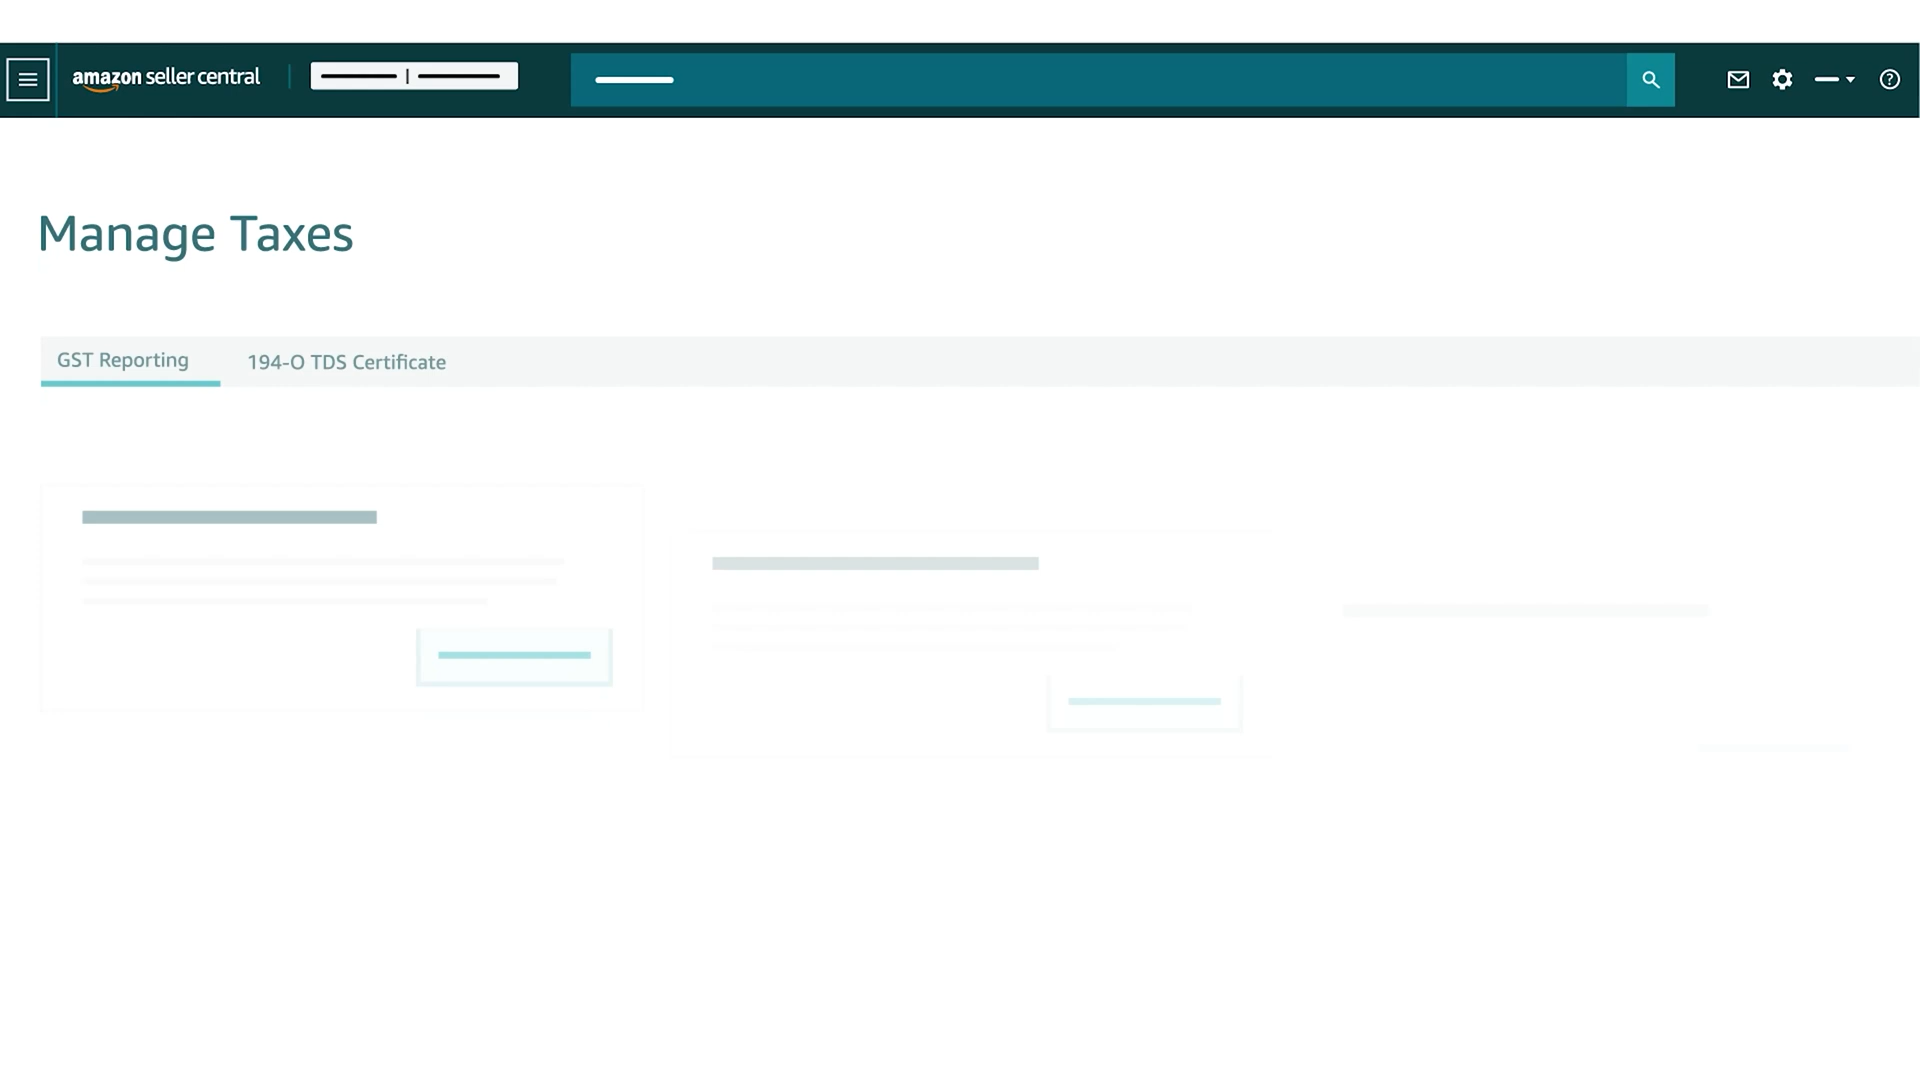 amazon seller central
Manage Taxes
GST Reporting
194-O TDS Certificate